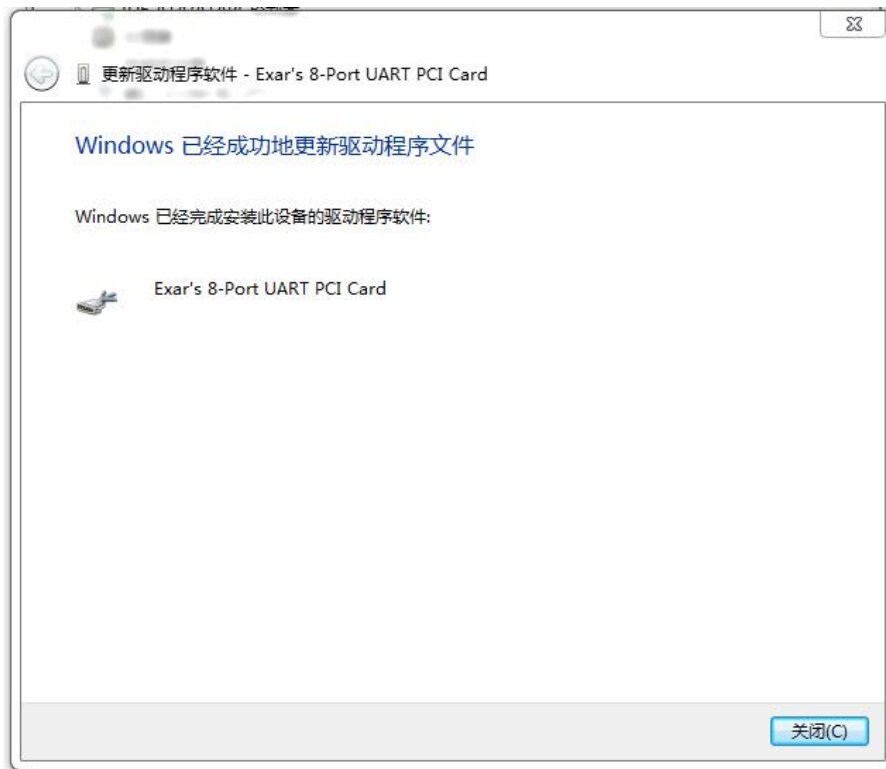 更新驱动程序软件 - Exar's 8-Port UART PCI Card
Windows 已经成功地更新驱动程序文件
Windows 已经完成安装此设备的驱动程序软件:
Exar's 8-Port UART PCI Card
关闭(C)